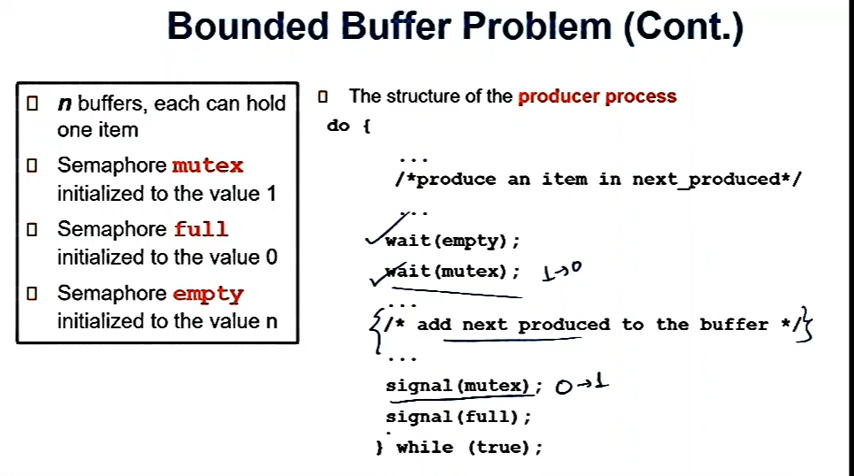 Bounded Buffer Problem (Cont.)
n buffers, each can hold
one item
Semaphore mutex
initialized to the value 1
Semaphore full
initialized to the value 0
Semaphore empty
initialized to the value n
The structure of the producer process
do {
...
/*produce an item in next_produced*/
...
wait(empty);
wait(mutex); 1→0
...
/* add next produced to the buffer */
...
signal(mutex); 0→1
signal(full);
} while (true);